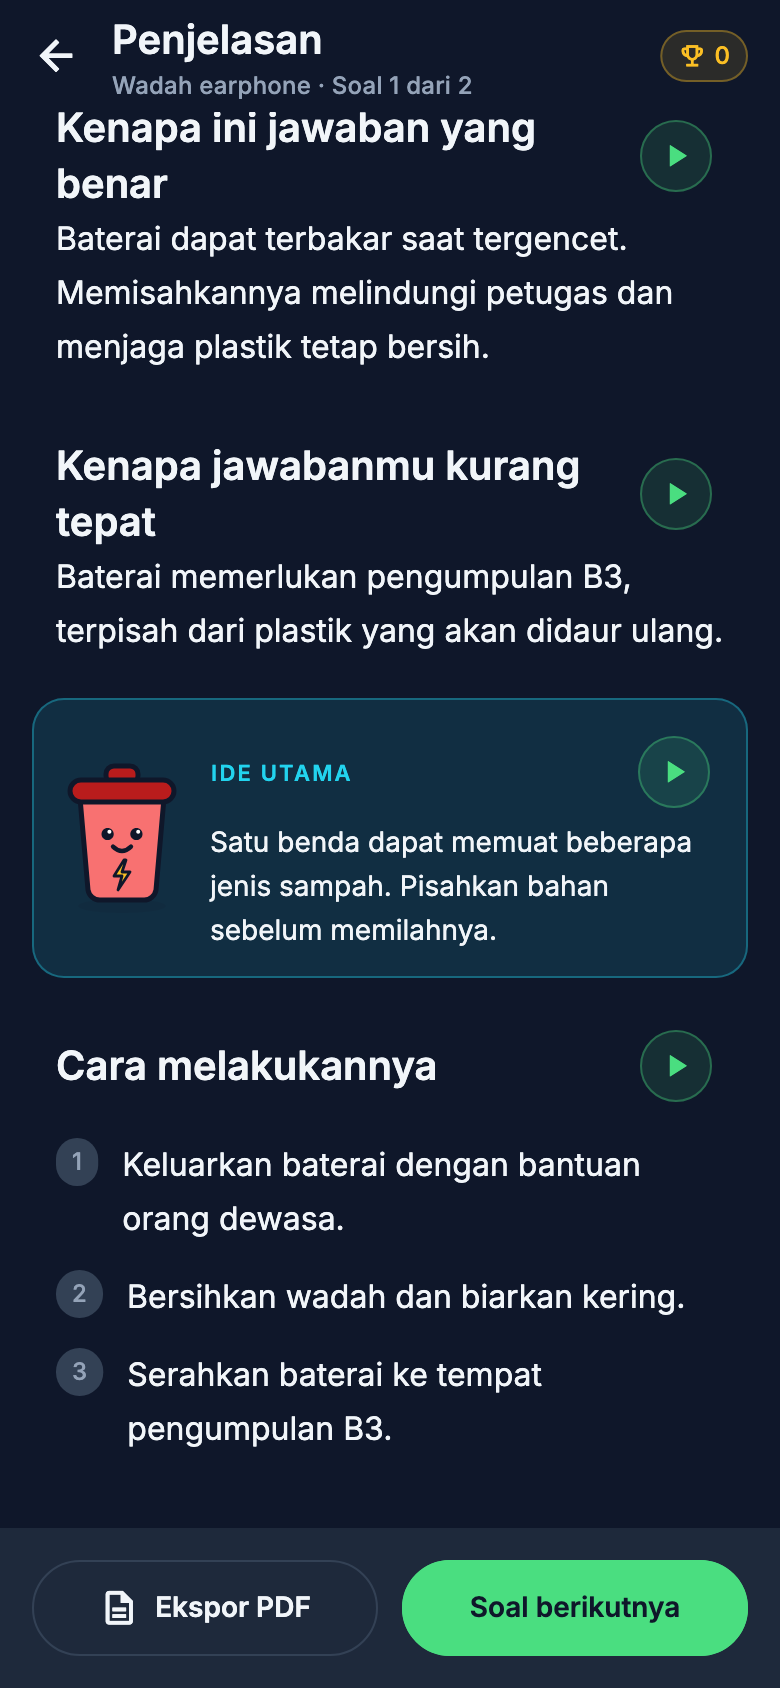 Penjelasan
Wadah earphone · Soal 1 dari 2
0
Kenapa ini jawaban yang
benar
Baterai dapat terbakar saat tergencet.
Memisahkannya melindungi petugas dan
menjaga plastik tetap bersih.
Kenapa jawabanmu kurang
tepat
Baterai memerlukan pengumpulan B3,
terpisah dari plastik yang akan didaur ulang.
IDE UTAMA
Satu benda dapat memuat beberapa
jenis sampah. Pisahkan bahan
sebelum memilahnya.
Cara melakukannya
1 Keluarkan baterai dengan bantuan
orang dewasa.
2 Bersihkan wadah dan biarkan kering.
3 Serahkan baterai ke tempat
pengumpulan B3.
Ekspor PDF
Soal berikutnya